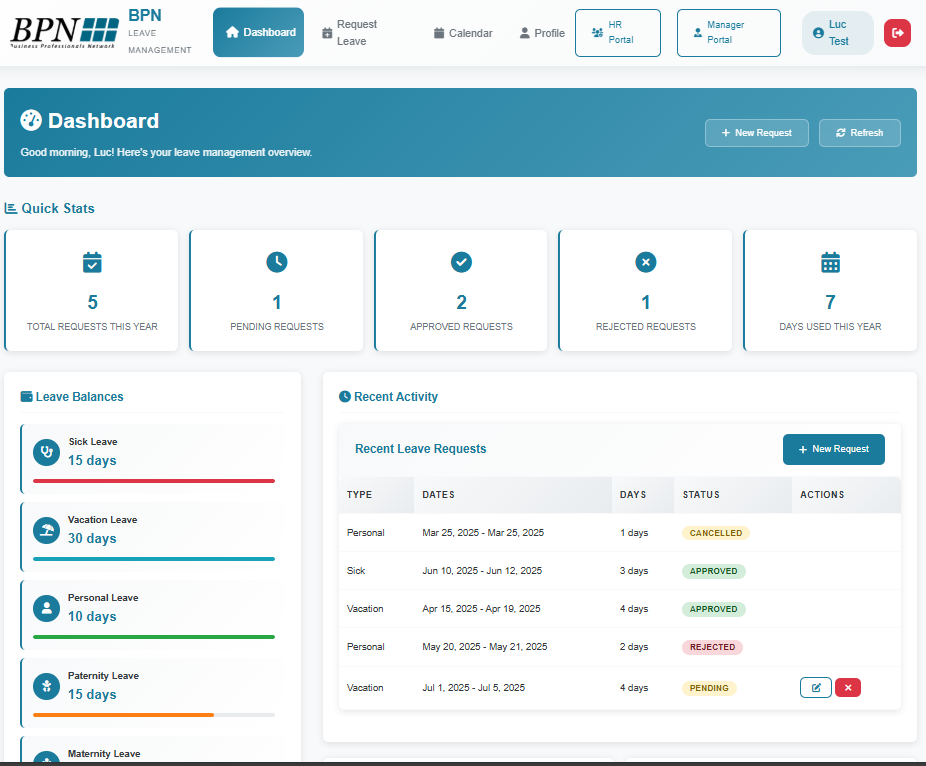 BPN
Business Professionals Network
BPN
LEAVE
MANAGEMENT
Dashboard
Request
Leave
Calendar
Profile
HR
Portal
Manager
Portal
Luc
Test
Dashboard
Good morning, Luc! Here's your leave management overview.
New Request
Refresh
Quick Stats
5
TOTAL REQUESTS THIS YEAR
1
PENDING REQUESTS
2
APPROVED REQUESTS
1
REJECTED REQUESTS
7
DAYS USED THIS YEAR
Leave Balances
Sick Leave
15 days
Vacation Leave
30 days
Personal Leave
10 days
Paternity Leave
15 days
Maternity Leave
Recent Activity
Recent Leave Requests
New Request
TYPE DATES DAYS STATUS ACTIONS
Personal Mar 25, 2025 - Mar 25, 2025 1 days CANCELLED
Sick Jun 10, 2025 - Jun 12, 2025 3 days APPROVED
Vacation Apr 15, 2025 - Apr 19, 2025 4 days APPROVED
Personal May 20, 2025 - May 21, 2025 2 days REJECTED
Vacation Jul 1, 2025 - Jul 5, 2025 4 days PENDING